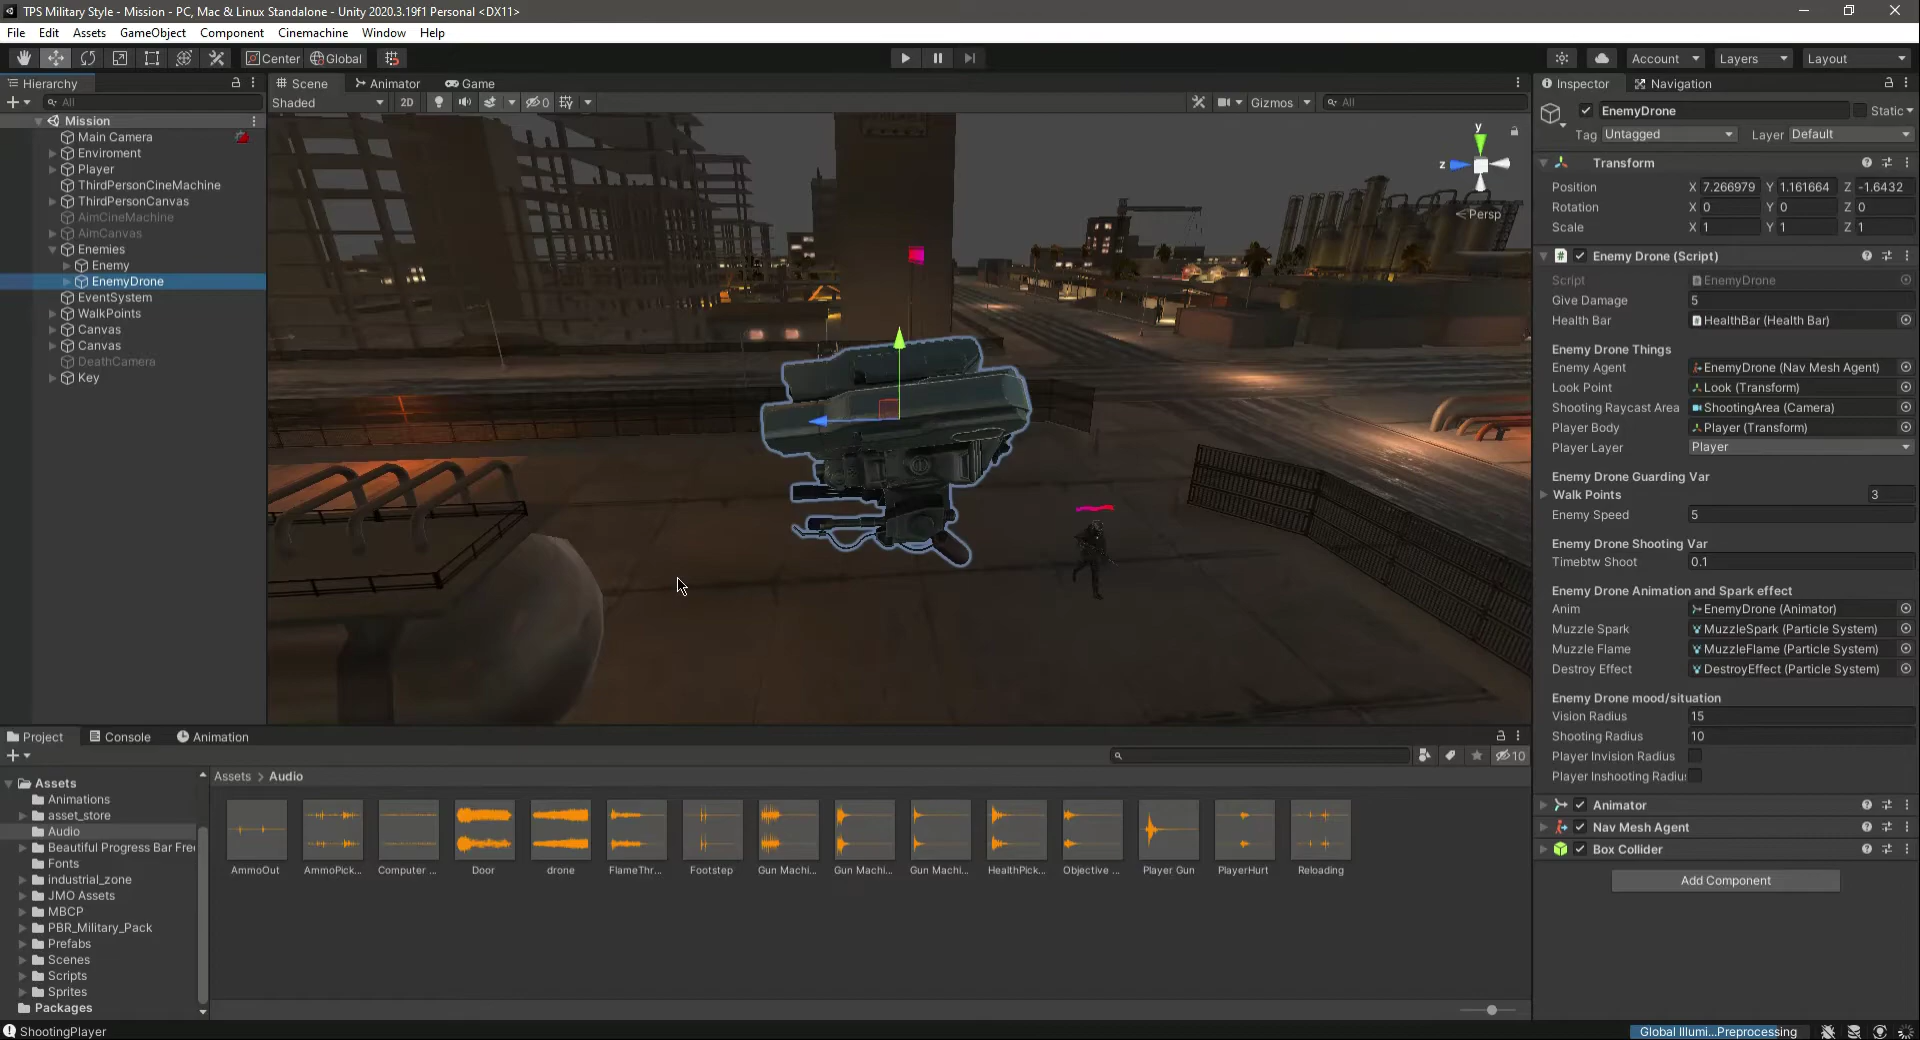 TPS Military Style - Mission - PC, Mac & Linux Standalone - Unity 2020.3.19f1 Personal <DX11>
File Edit Assets GameObject Component Cinemachine Window Help
Center Global Account Layers Layout
Hierarchy
All
Mission
Main Camera
Enviroment
Player
ThirdPersonCineMachine
ThirdPersonCanvas
AimCineMachine
AimCanvas
Enemies
Enemy
EnemyDrone
EventSystem
WalkPoints
Canvas
Canvas
DeathCamera
Key
Scene Animator Game
Shaded 2D 0 Gizmos All
y
z
Persp
Inspector Navigation
EnemyDrone Static
Tag Untagged Layer Default
Transform
Position X 7.266979 Y 1.161664 Z -1.6432
Rotation X 0 Y 0 Z 0
Scale X 1 Y 1 Z 1
Enemy Drone (Script)
Script EnemyDrone
Give Damage 5
Health Bar HealthBar (Health Bar)
Enemy Drone Things
Enemy Agent EnemyDrone (Nav Mesh Agent)
Look Point Look (Transform)
Shooting Raycast Area ShootingArea (Camera)
Player Body Player (Transform)
Player Layer Player
Enemy Drone Guarding Var
Walk Points 3
Enemy Speed 5
Enemy Drone Shooting Var
Timebtw Shoot 0.1
Enemy Drone Animation and Spark effect
Anim EnemyDrone (Animator)
Muzzle Spark MuzzleSpark (Particle System)
Muzzle Flame MuzzleFlame (Particle System)
Destroy Effect DestroyEffect (Particle System)
Enemy Drone mood/situation
Vision Radius 15
Shooting Radius 10
Player Invision Radius
Player Inshooting Radiu
Animator
Nav Mesh Agent
Box Collider
Add Component
Project Console Animation
10
Assets
Animations
asset_store
Audio
Beautiful Progress Bar Free
Fonts
industrial_zone
JMO Assets
MBCP
PBR_Military_Pack
Prefabs
Scenes
Scripts
Sprites
Packages
Assets > Audio
AmmoOut AmmoPick... Computer ... Door drone FlameThr... Footstep Gun Machi... Gun Machi... Gun Machi... HealthPick... Objective ... Player Gun PlayerHurt Reloading
ShootingPlayer
Global Illumi...Preprocessing